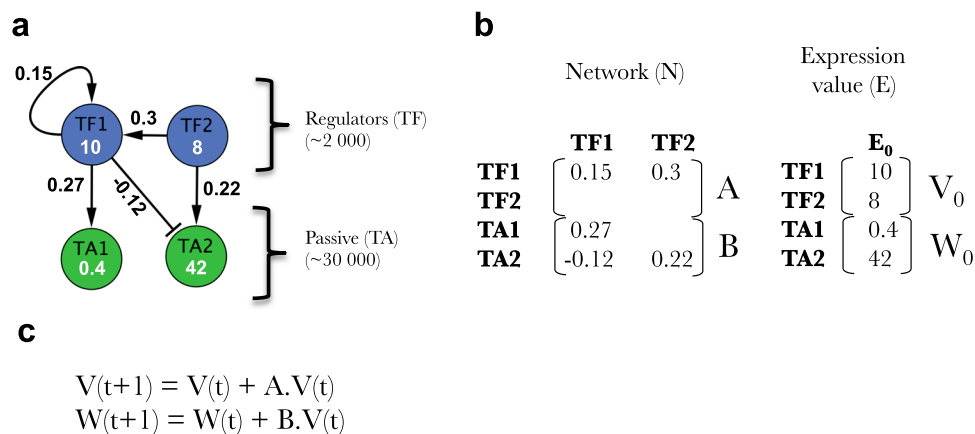 a
0.15
TF1
10
0.3
TF2
8
Regulators (TF)
(~2 000)
0.27
-0.12
0.22
TA1
0.4
TA2
42
Passive (TA)
(~30 000)
b
Network (N)
Expression
value (E)
TF1 TF2
E₀
TF1 0.15 0.3
TF2
A
TA1 0.27
TA2 -0.12 0.22
B
TF1 10
TF2 8
V₀
TA1 0.4
TA2 42
W₀
c
V(t+1) = V(t) + A.V(t)
W(t+1) = W(t) + B.V(t)